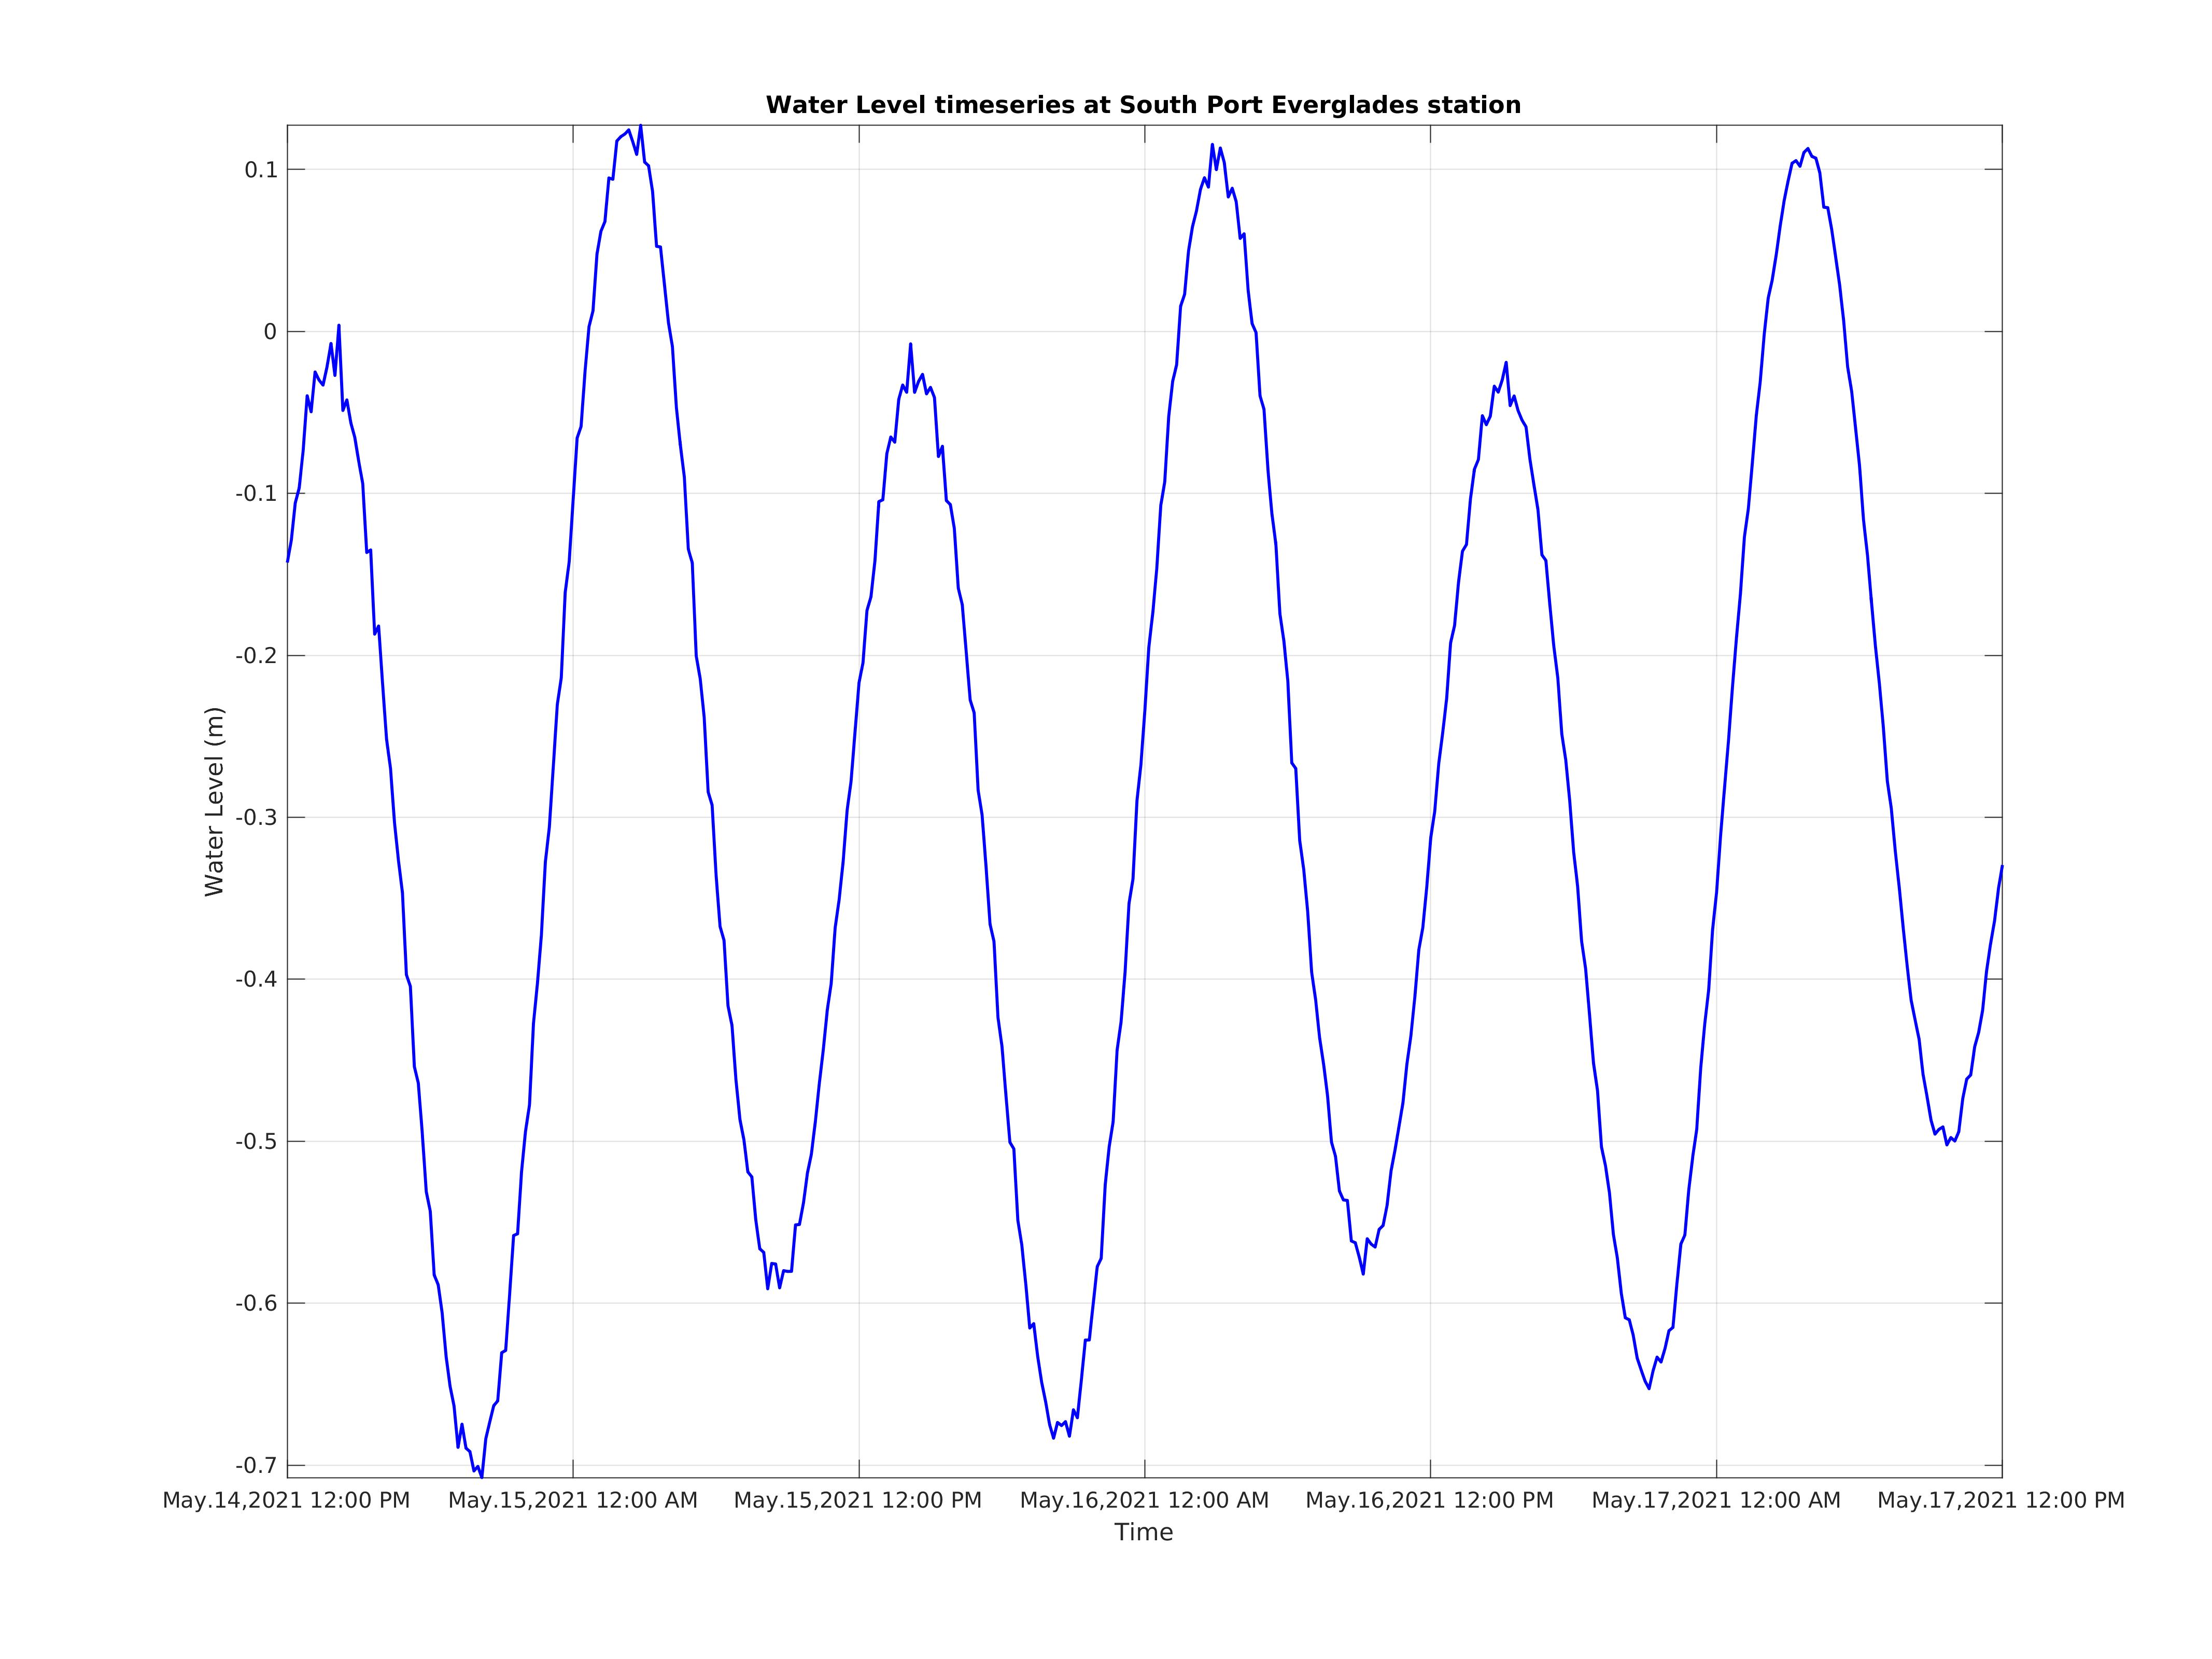 Water Level timeseries at South Port Everglades station
0.1
0
-0.1
-0.2
-0.3
-0.4
-0.5
-0.6
-0.7
Water Level (m)
May.14,2021 12:00 PM May.15,2021 12:00 AM May.15,2021 12:00 PM May.16,2021 12:00 AM May.16,2021 12:00 PM May.17,2021 12:00 AM May.17,2021 12:00 PM
Time